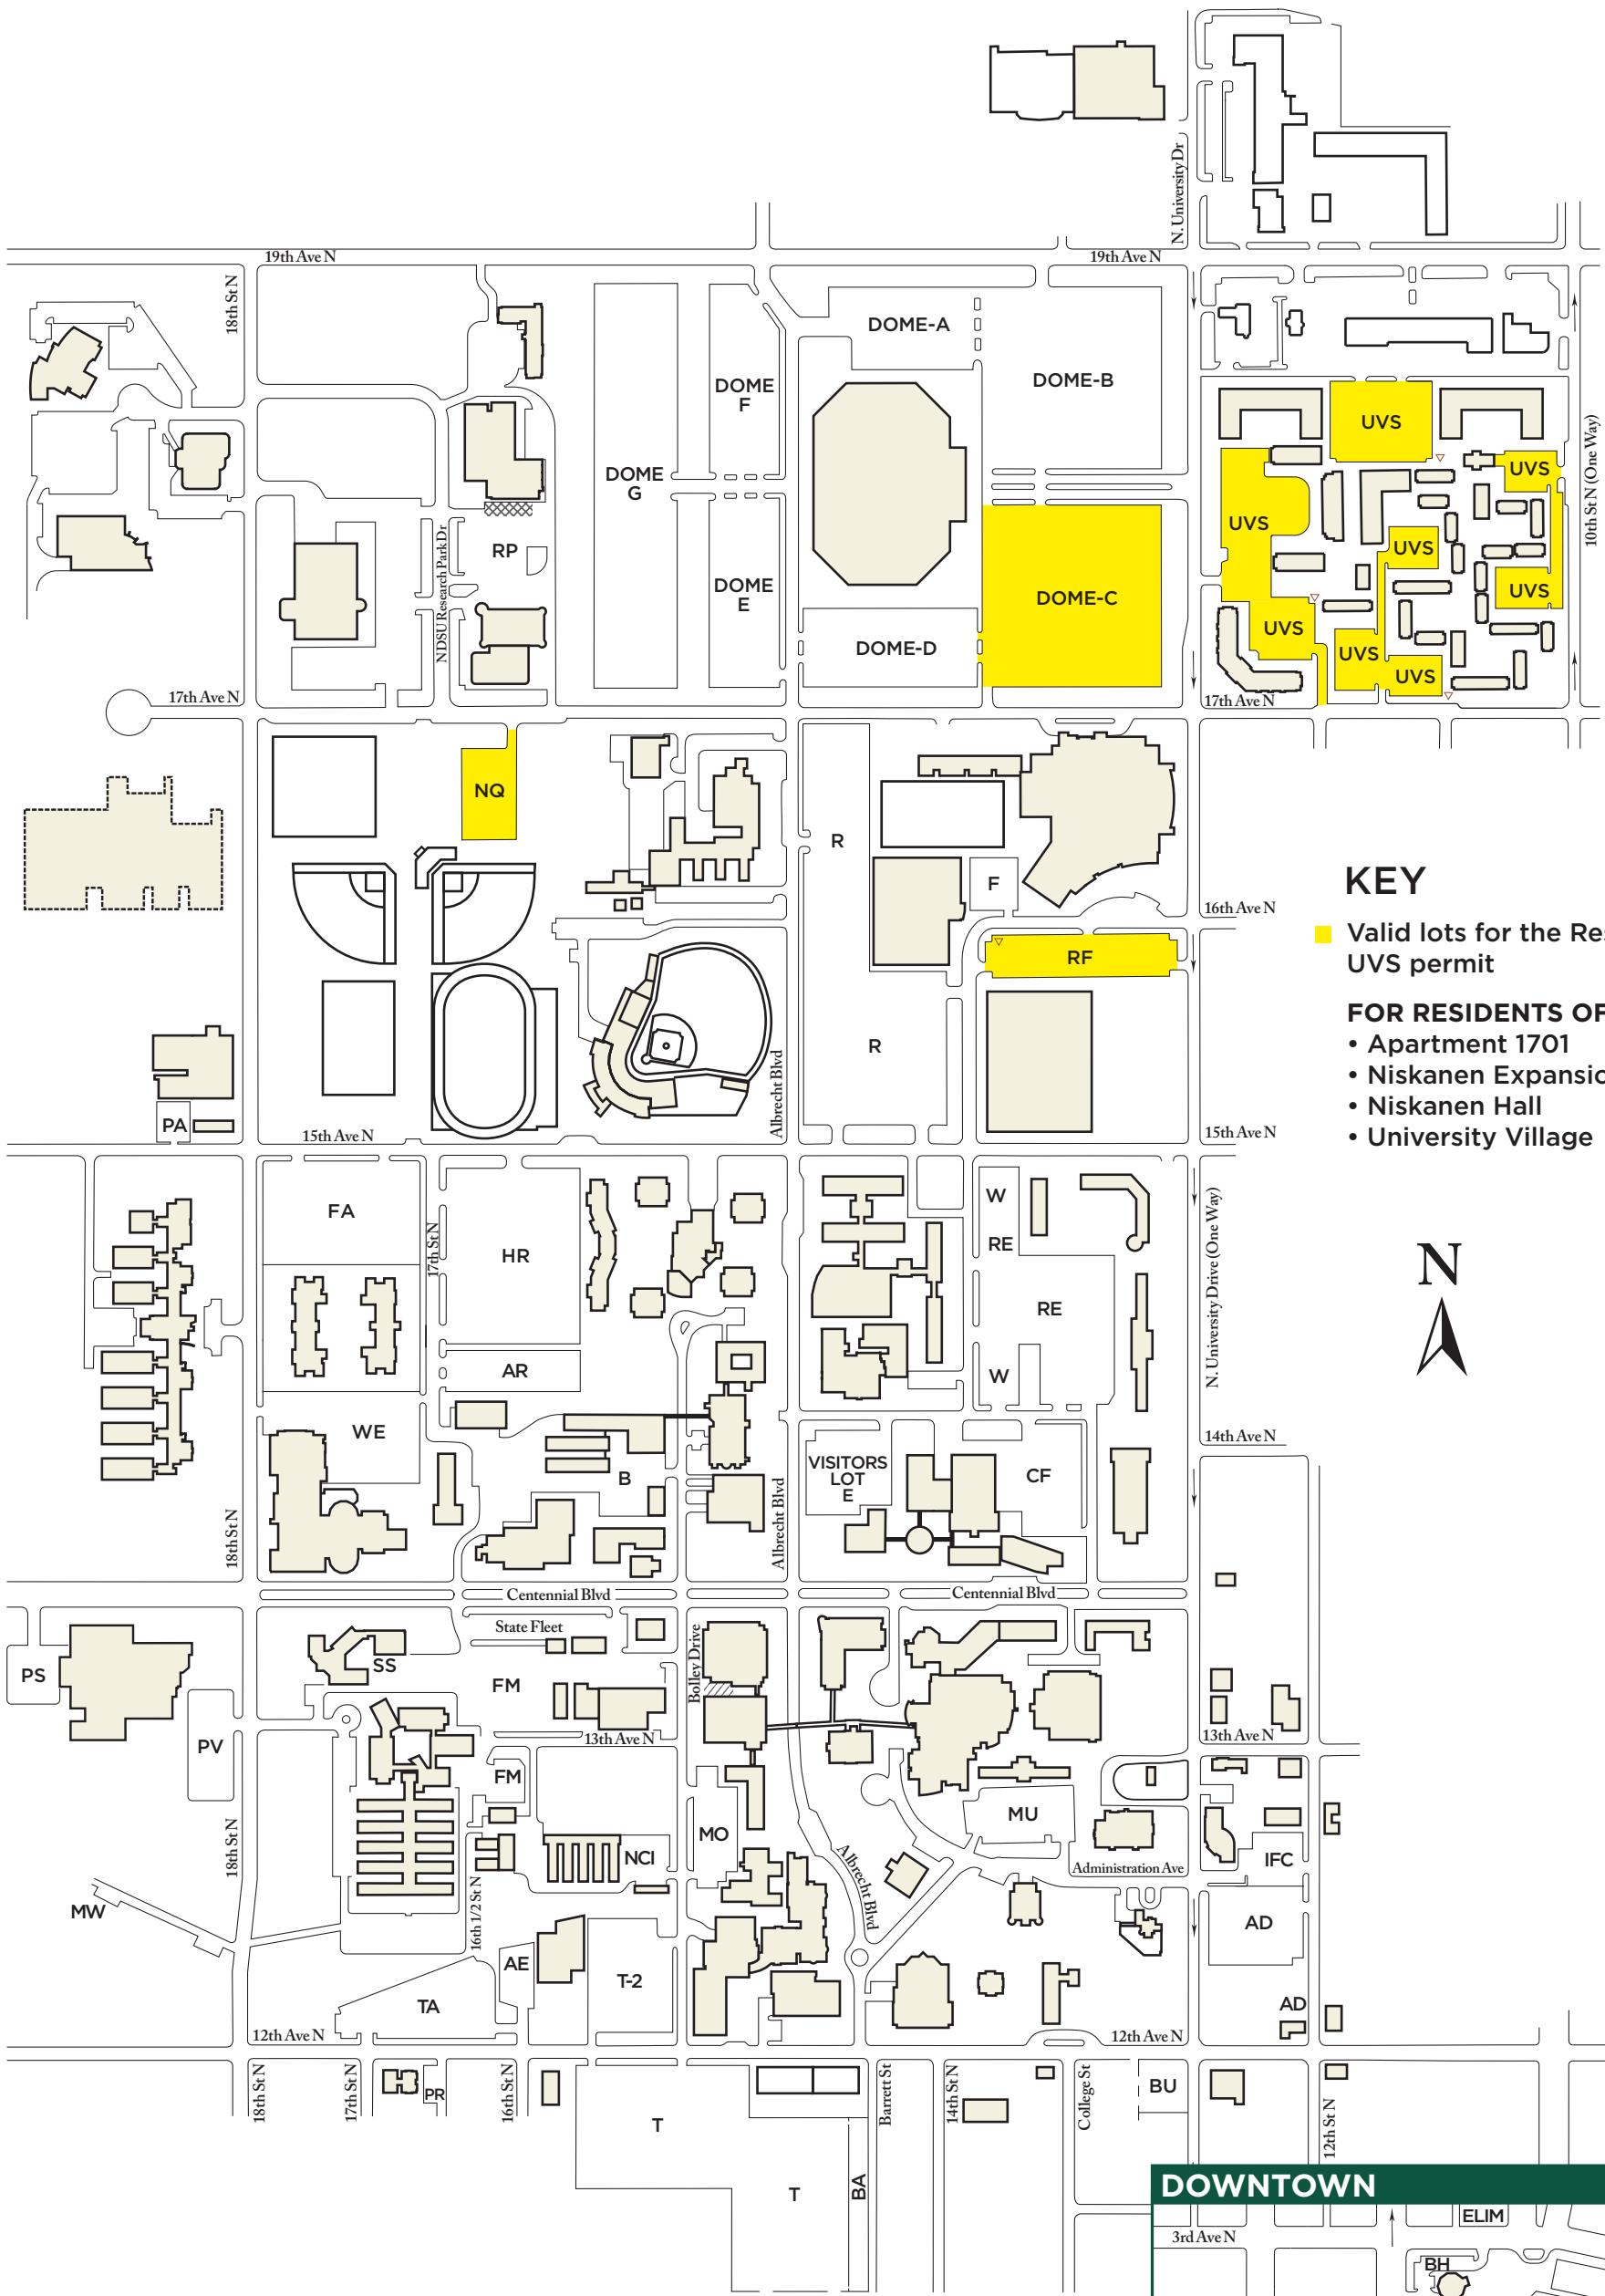 N. University Dr
19th Ave N
19th Ave N
18th St N
DOME-A
DOME-B
DOME
F
UVS
10th St N (One Way)
UVS
DOME
G
UVS
NDSU Research Park Dr
RP
UVS
DOME
E
DOME-C
UVS
UVS
DOME-D
UVS
UVS
17th Ave N
17th Ave N
NQ
R
F
KEY
16th Ave N
Valid lots for the Res
UVS permit
RF
FOR RESIDENTS OF
• Apartment 1701
• Niskanen Expansio
• Niskanen Hall
• University Village
R
Albrecht Blvd
PA
15th Ave N
15th Ave N
W
FA
17th St N
HR
RE
N. University Drive (One Way)
N
RE
AR
W
WE
14th Ave N
VISITORS
LOT
E
CF
B
18th St N
Albrecht Blvd
Centennial Blvd
Centennial Blvd
State Fleet
SS
PS
Bolley Drive
FM
PV
13th Ave N
13th Ave N
FM
MU
MO
18th St N
Albrecht Blvd
NCI
IFC
Administration Ave
MW
16th 1/2 St N
AD
AE
T-2
TA
AD
12th Ave N
12th Ave N
18th St N
17th St N
PR
16th St N
Barrett St
14th St N
College St
BU
12th St N
T
T
BA
DOWNTOWN
ELIM
3rd Ave N
BH